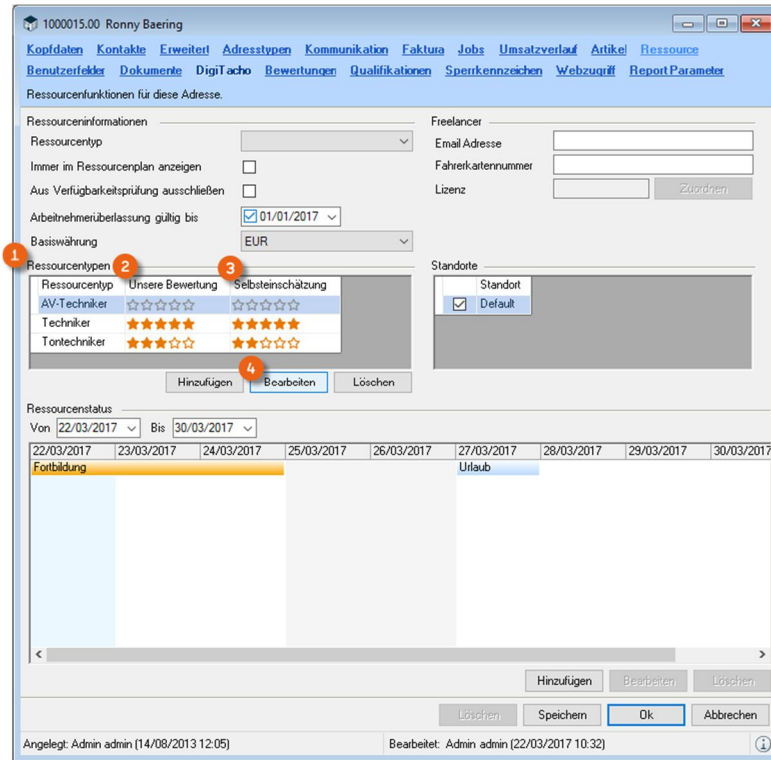 1000015.00 Ronny Baering
Kopfdaten Kontakte Erweitert Adresstypen Kommunikation Faktura Jobs Umsatzverlauf Artikel Ressource
Benutzerfelder Dokumente DigiTacho Bewertungen Qualifikationen Sperrkennzeichen Webzugriff Report Parameter
Ressourcenfunktionen für diese Adresse.
Ressourceninformationen
Ressourcentyp
Immer im Ressourcenplan anzeigen
Aus Verfügbarkeitsprüfung ausschließen
Arbeitnehmerüberlassung gültig bis 01/01/2017
Basiswährung EUR
Freelancer
Email Adresse
Fahrerkartennummer
Lizenz Zuordnen
1 2 3
Ressourcentypen
Ressourcentyp Unsere Bewertung Selbsteinschätzung
AV-Techniker
Techniker
Tontechniker
4
Hinzufügen Bearbeiten Löschen
Standorte
Standort
Default
Ressourcenstatus
Von 22/03/2017 Bis 30/03/2017
22/03/2017 23/03/2017 24/03/2017 25/03/2017 26/03/2017 27/03/2017 28/03/2017 29/03/2017 30/03/2017
Fortbildung Urlaub
Hinzufügen Bearbeiten Löschen
Löschen Speichern Ok Abbrechen
Angelegt: Admin admin (14/08/2013 12:05) Bearbeitet: Admin admin (22/03/2017 10:32)